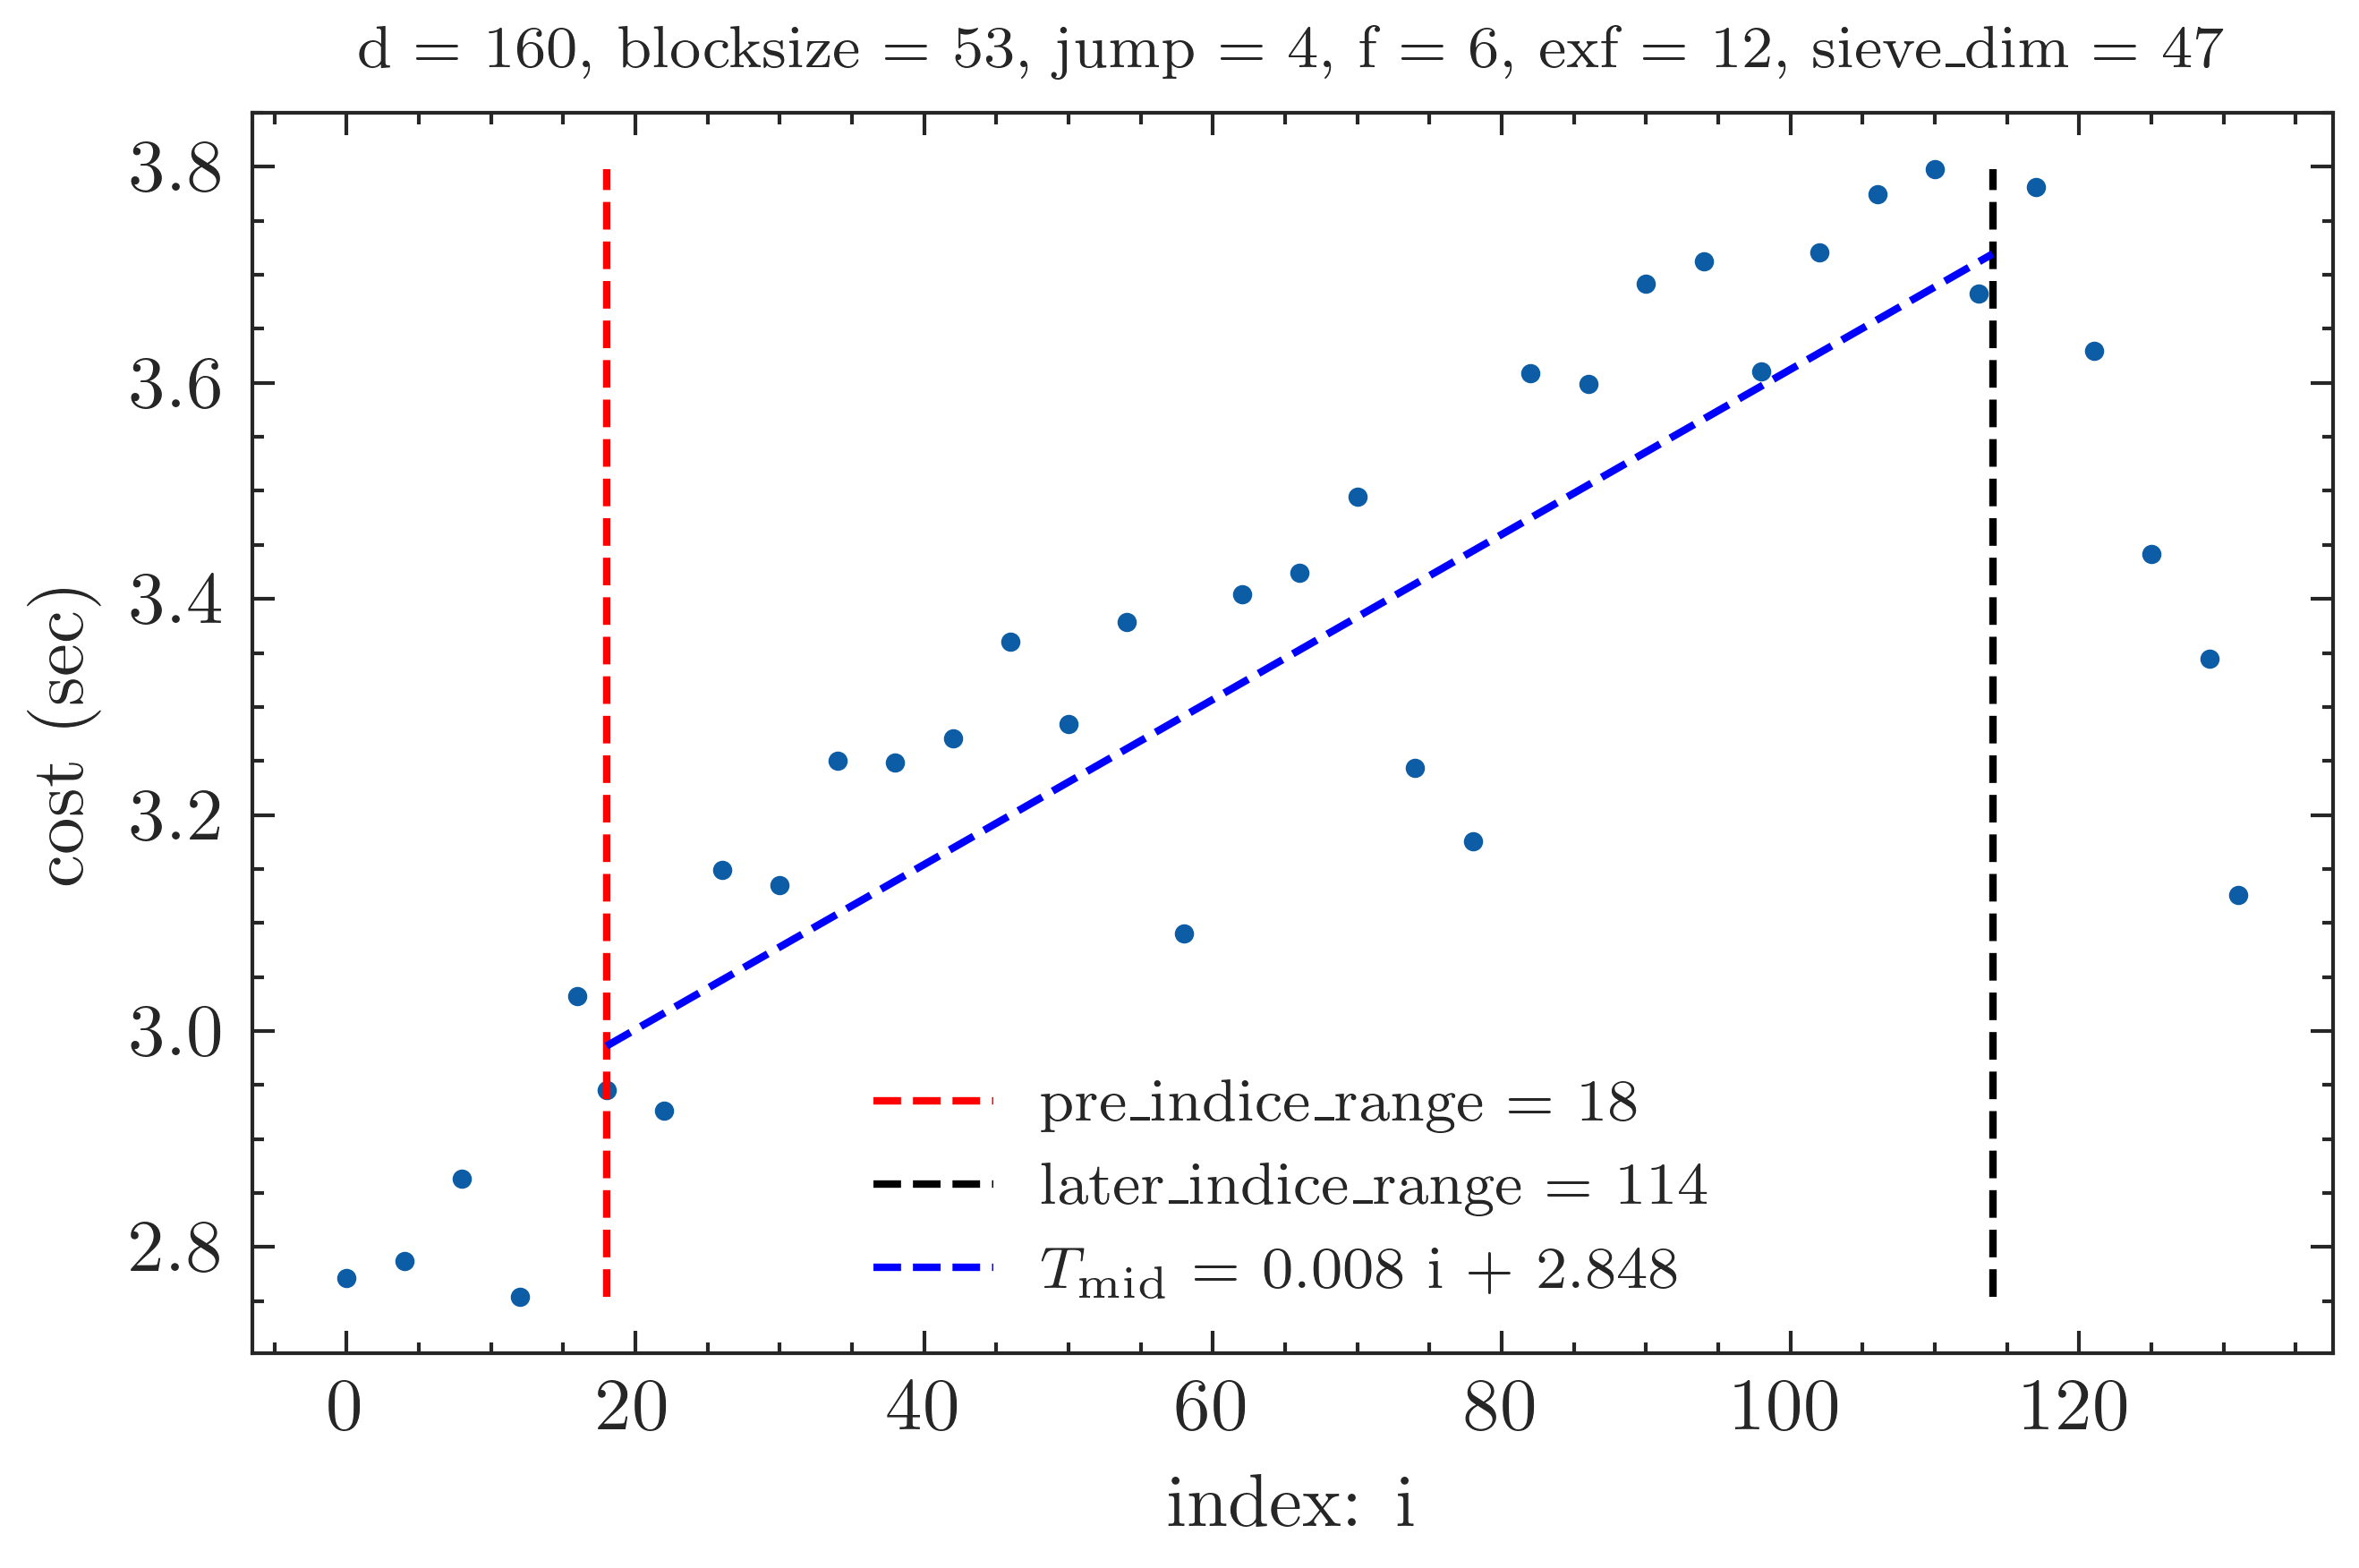 d = 160, blocksize = 53, jump = 4, f = 6, exf = 12, sieve_dim = 47
cost (sec)
3.8
3.6
3.4
3.2
3.0
2.8
pre_indice_range = 18
later_indice_range = 114
T_mid = 0.008 i + 2.848
0 20 40 60 80 100 120
index: i